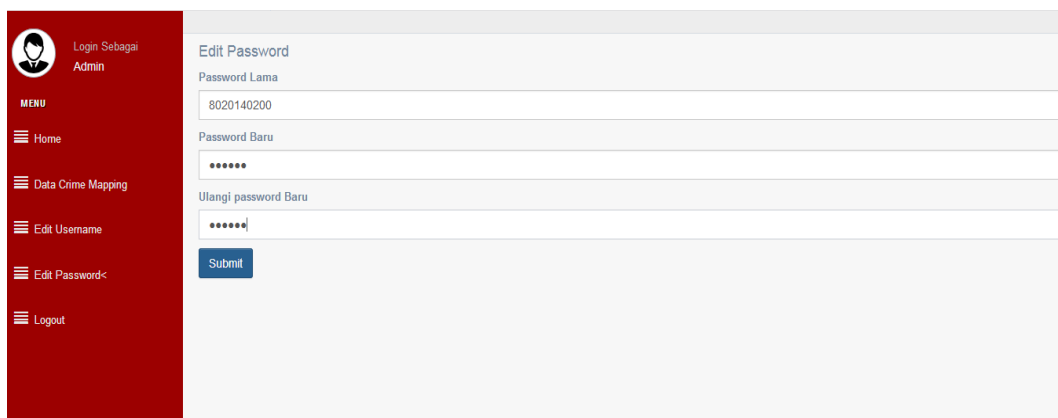 Login Sebagai
Admin
MENU
Home
Data Crime Mapping
Edit Username
Edit Password<
Logout
Edit Password
Password Lama
8020140200
Password Baru
••••••
Ulangi password Baru
••••••
Submit